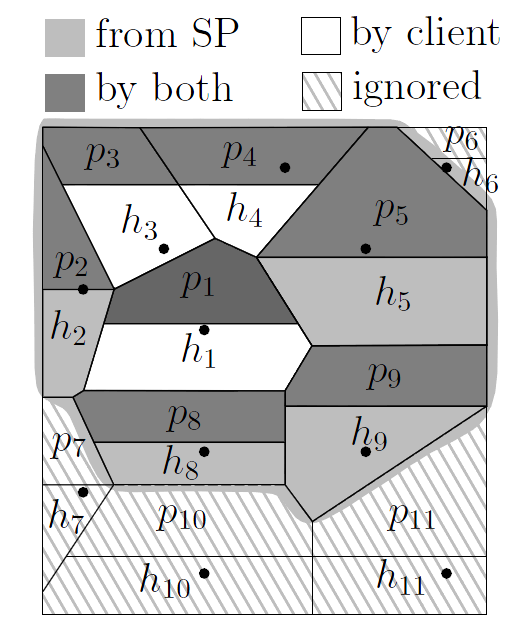 from SP by client
by both ignored
p6
p3 p4
h6
h3 h4 p5
p2 p1
h5
h2
h1
p9
p8
p7 h8 h9
h7 p10 p11
h10 h11